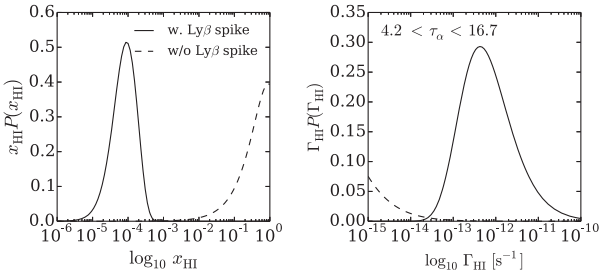 0.6
0.5
0.4
0.3
0.2
0.1
0.0
x_HI P(x_HI)
w. Lyβ spike
w/o Lyβ spike
10^-6 10^-5 10^-4 10^-3 10^-2 10^-1 10^0
log_10 x_HI
0.35
0.30
0.25
0.20
0.15
0.10
0.05
0.00
Γ_HI P(Γ_HI)
4.2 < τ_α < 16.7
10^-15 10^-14 10^-13 10^-12 10^-11 10^-10
log_10 Γ_HI [s^-1]